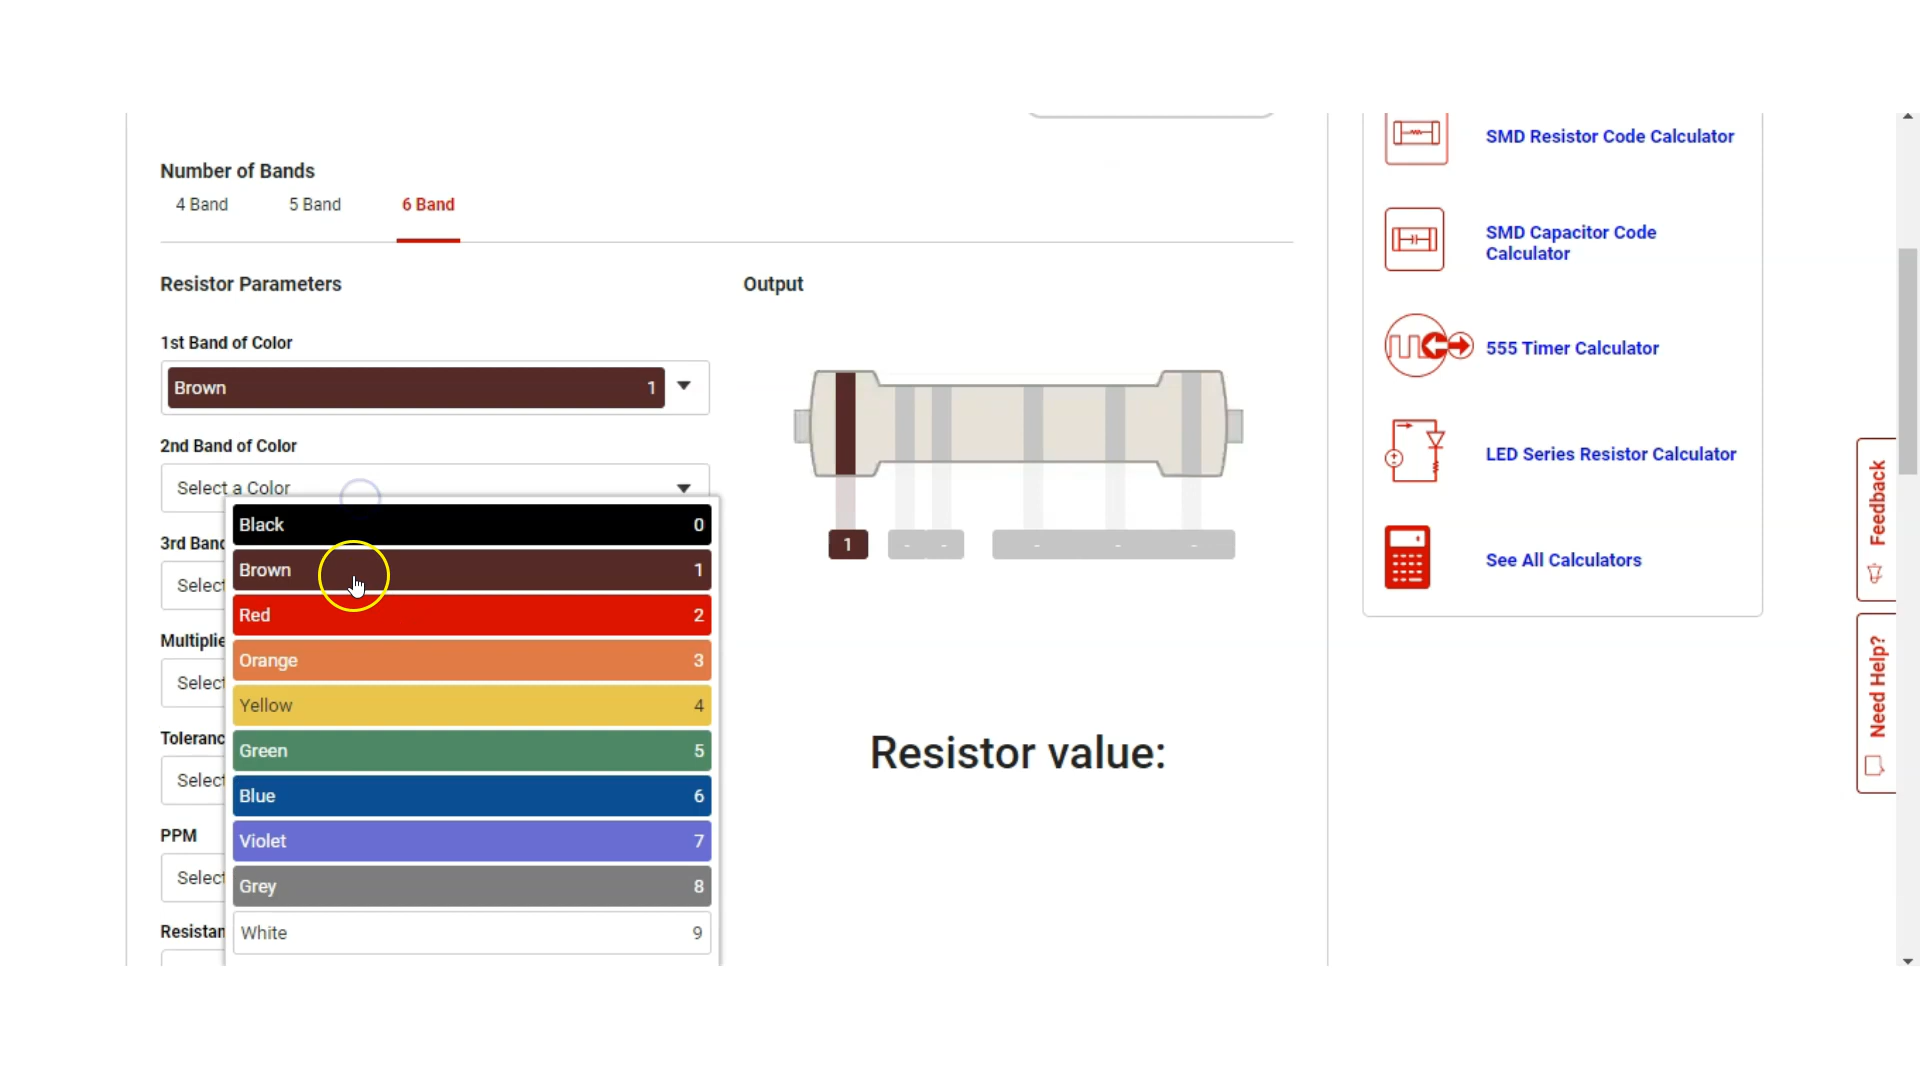 Number of Bands
4 Band 5 Band 6 Band
Resistor Parameters
Output
1st Band of Color
Brown 1
2nd Band of Color
Select a Color
Black 0
3rd Band
Brown 1
Select
Red 2
Multiplie
Orange 3
Select
Yellow 4
Toleranc
Green 5
Select
Blue 6
PPM
Violet 7
Select
Grey 8
Resistan
White 9
1 - - - - -
Resistor value:
SMD Resistor Code Calculator
SMD Capacitor Code
Calculator
555 Timer Calculator
LED Series Resistor Calculator
See All Calculators
Feedback
Need Help?